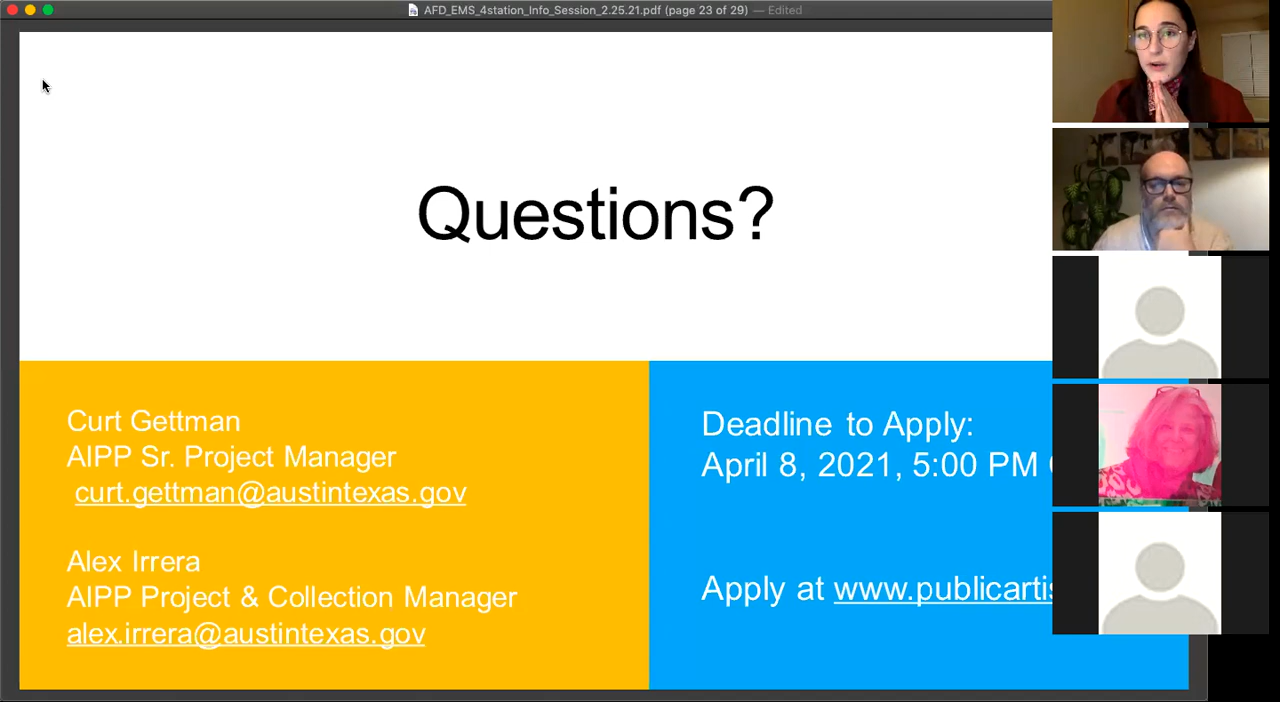 AFD_EMS_4station_Info_Session_2.25.21.pdf (page 23 of 29) — Edited
Questions?
Curt Gettman
AIPP Sr. Project Manager
curt.gettman@austintexas.gov
Alex Irrera
AIPP Project & Collection Manager
alex.irrera@austintexas.gov
Deadline to Apply:
April 8, 2021, 5:00 PM
Apply at www.publicartis